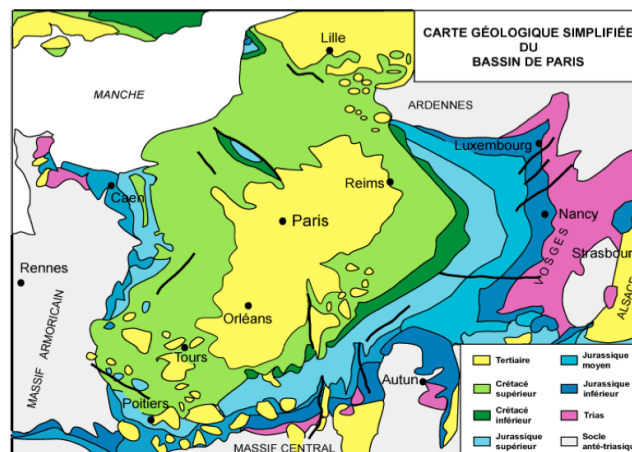 CARTE GÉOLOGIQUE SIMPLIFIÉE
DU
BASSIN DE PARIS
Lille
MANCHE
ARDENNES
Luxembourg
Caen
Reims
Paris
Nancy
VOSGES
Strasbour
Rennes
ALSACE
MASSIF ARMORICAIN
Orléans
Tours
Autun
Poitiers
MASSIF CENTRAL
Tertiaire
Crétacé
supérieur
Crétacé
inférieur
Jurassique
supérieur
Jurassique
moyen
Jurassique
inférieur
Trias
Socle
anté-triasique